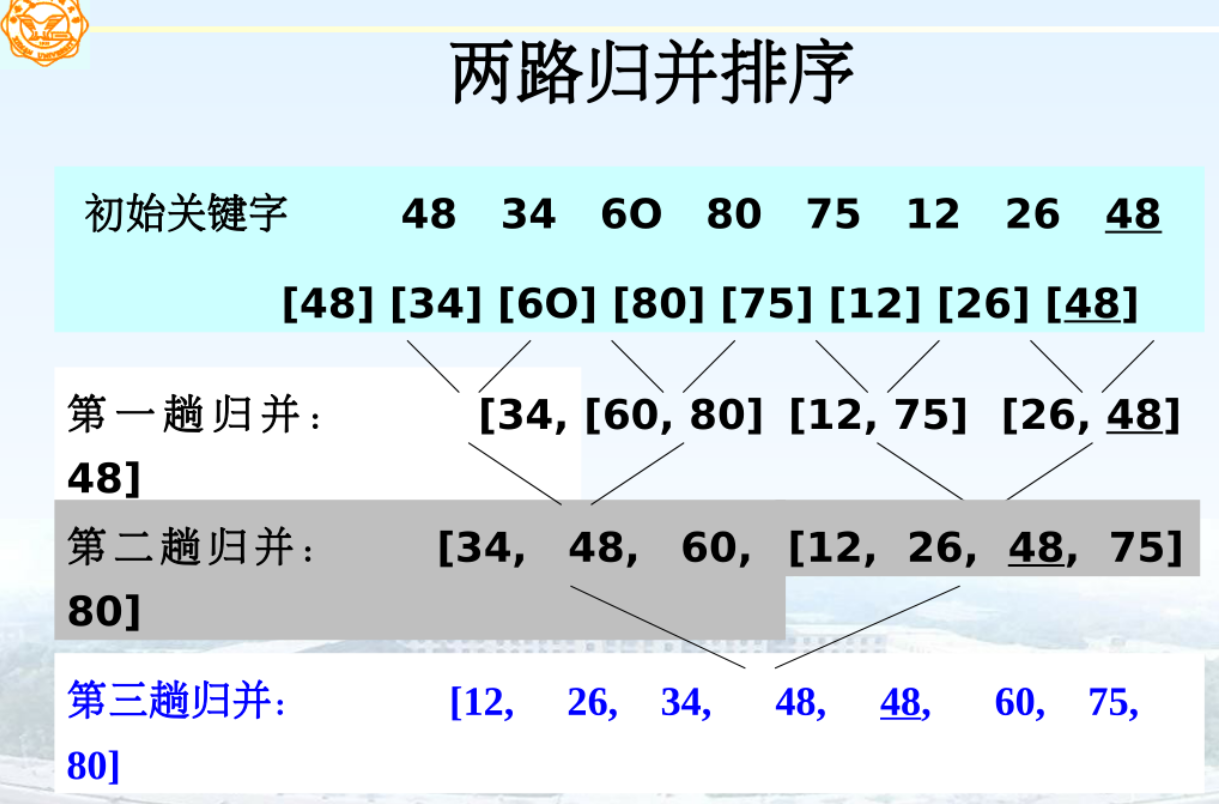 两路归并排序
初始关键字 48 34 6O 80 75 12 26 48
[48] [34] [6O] [80] [75] [12] [26] [48]
第一趟归并： [34, [60, 80] [12, 75] [26, 48]
48]
第二趟归并： [34, 48, 60, [12, 26, 48, 75]
80]
第三趟归并： [12, 26, 34, 48, 48, 60, 75,
80]